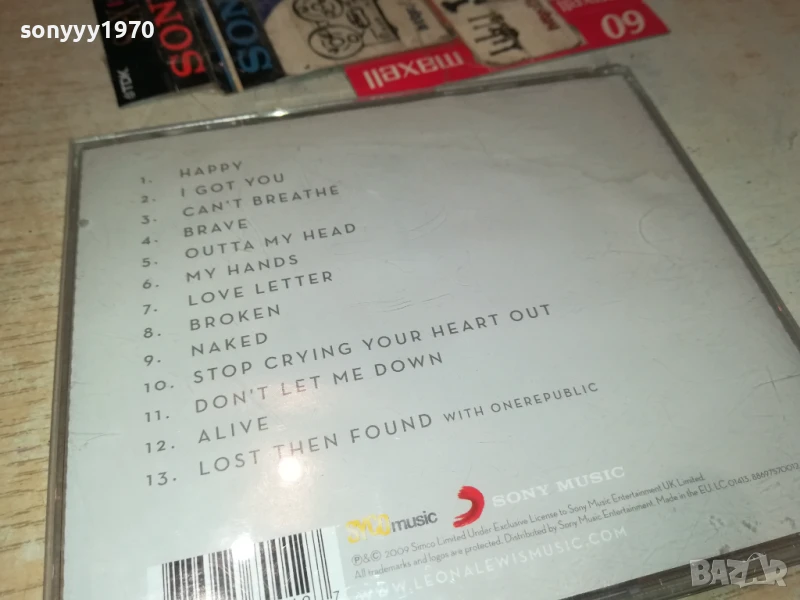 sonyyy1970
maxell
60
1. HAPPY
2. I GOT YOU
3. CAN'T BREATHE
4. BRAVE
5. OUTTA MY HEAD
6. MY HANDS
7. LOVE LETTER
8. BROKEN
9. NAKED
10. STOP CRYING YOUR HEART OUT
11. DON'T LET ME DOWN
12. ALIVE
13. LOST THEN FOUND WITH ONEREPUBLIC
music
SONY MUSIC
℗&© 2009 Simco Limited Under Exclusive License to Sony Music Entertainment UK Limited.
All trademarks and logos are protected. Distributed by Sony Music Entertainment. Made in the EU. LC 01413.
WWW.LEONALEWISMUSIC.COM
BAZAR